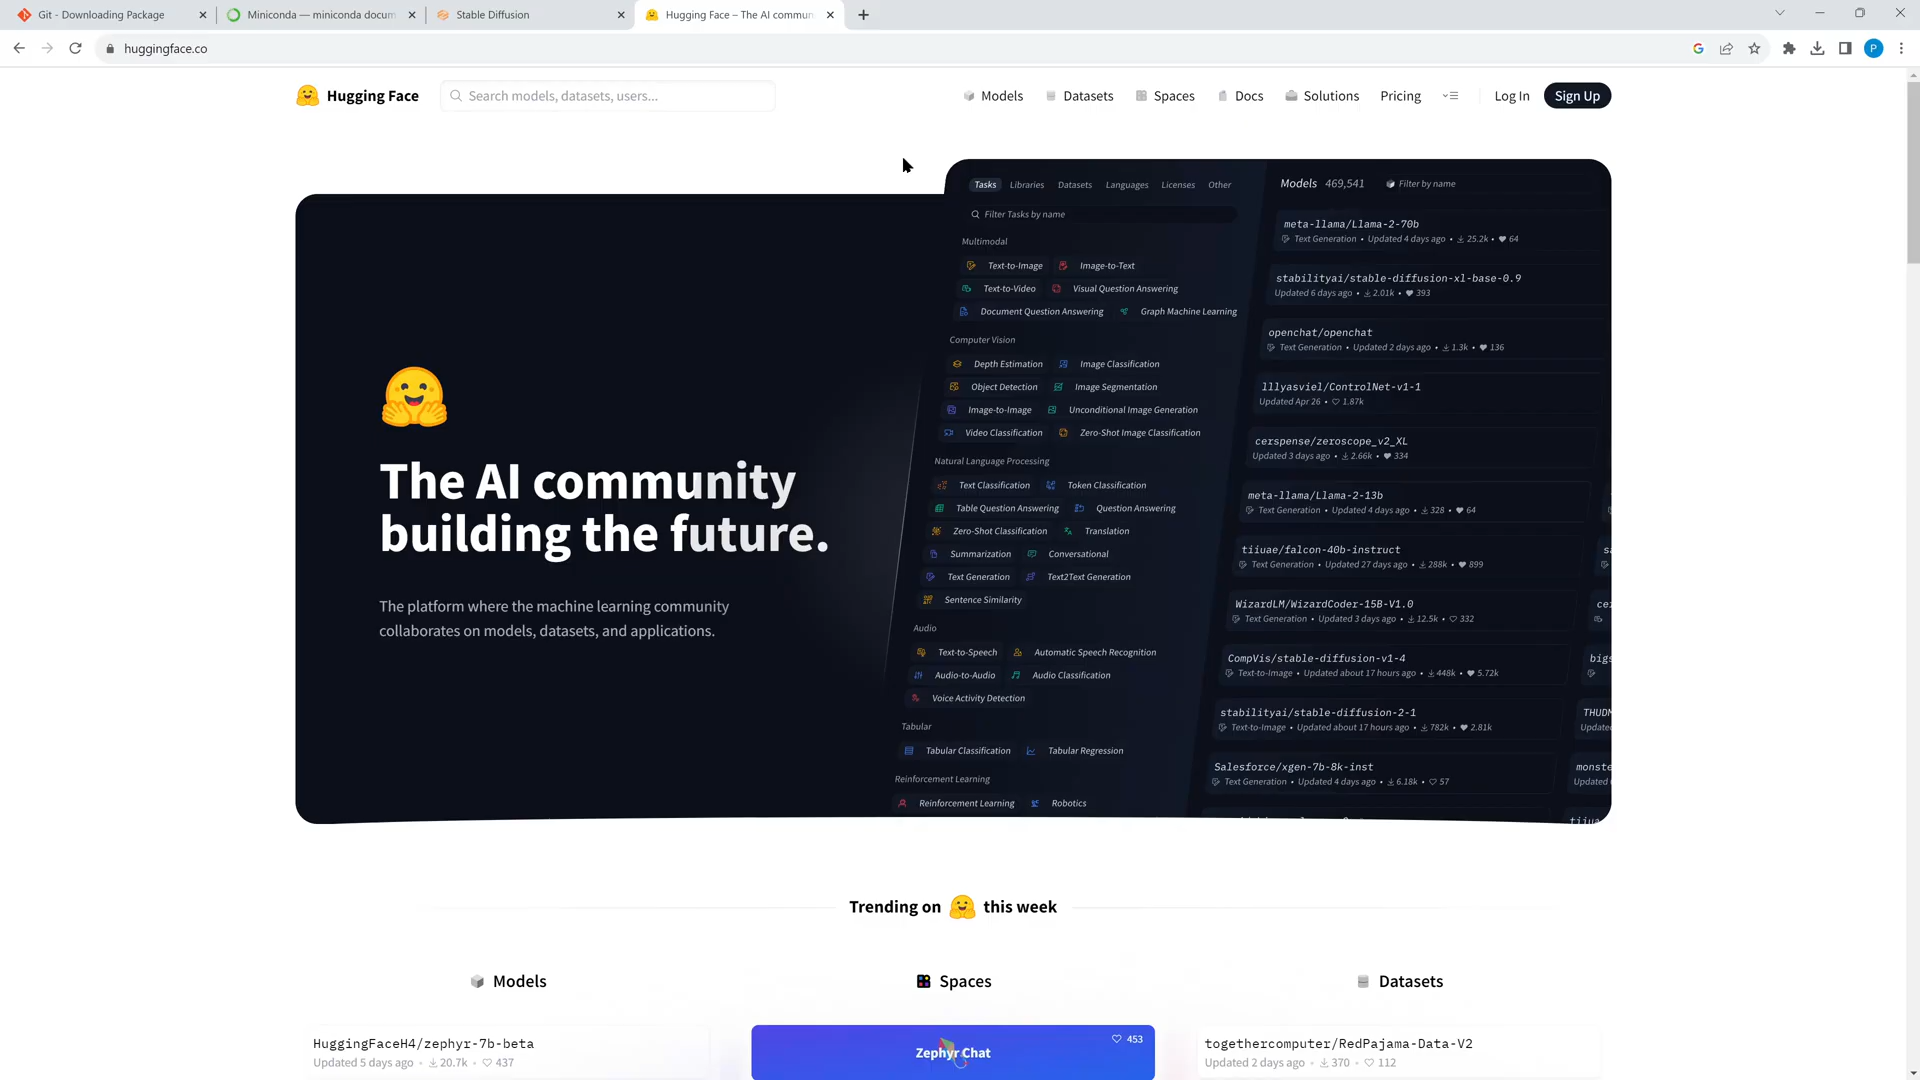 Git - Downloading Package
Miniconda — miniconda docum
Stable Diffusion
Hugging Face – The AI commun
huggingface.co
P
Hugging Face
Search models, datasets, users...
Models
Datasets
Spaces
Docs
Solutions
Pricing
Log In
Sign Up
The AI community
building the future.
The platform where the machine learning community
collaborates on models, datasets, and applications.
Tasks Libraries Datasets Languages Licenses Other
Filter Tasks by name
Multimodal
Text-to-Image Image-to-Text
Text-to-Video Visual Question Answering
Document Question Answering Graph Machine Learning
Computer Vision
Depth Estimation Image Classification
Object Detection Image Segmentation
Image-to-Image Unconditional Image Generation
Video Classification Zero-Shot Image Classification
Natural Language Processing
Text Classification Token Classification
Table Question Answering Question Answering
Zero-Shot Classification Translation
Summarization Conversational
Text Generation Text2Text Generation
Sentence Similarity
Audio
Text-to-Speech Automatic Speech Recognition
Audio-to-Audio Audio Classification
Voice Activity Detection
Tabular
Tabular Classification Tabular Regression
Reinforcement Learning
Reinforcement Learning Robotics
Models 469,541 Filter by name
meta-llama/Llama-2-70b
Text Generation • Updated 4 days ago • 25.2k • 64
stabilityai/stable-diffusion-xl-base-0.9
Updated 6 days ago • 2.01k • 393
openchat/openchat
Text Generation • Updated 2 days ago • 1.3k • 136
lllyasviel/ControlNet-v1-1
Updated Apr 26 • 1.87k
cerspense/zeroscope_v2_XL
Updated 3 days ago • 2.66k • 334
meta-llama/Llama-2-13b
Text Generation • Updated 4 days ago • 328 • 64
tiiuae/falcon-40b-instruct
Text Generation • Updated 27 days ago • 288k • 899
WizardLM/WizardCoder-15B-V1.0
Text Generation • Updated 3 days ago • 12.5k • 332
CompVis/stable-diffusion-v1-4
Text-to-Image • Updated about 17 hours ago • 448k • 5.72k
stabilityai/stable-diffusion-2-1
Text-to-Image • Updated about 17 hours ago • 782k • 2.81k
Salesforce/xgen-7b-8k-inst
Text Generation • Updated 4 days ago • 6.18k • 57
bigs
THUDM
Update
monste
Updated
Trending on this week
Models
Spaces
Datasets
HuggingFaceH4/zephyr-7b-beta
Updated 5 days ago • 20.7k • 437
453
Zephyr Chat
togethercomputer/RedPajama-Data-V2
Updated 2 days ago • 370 • 112